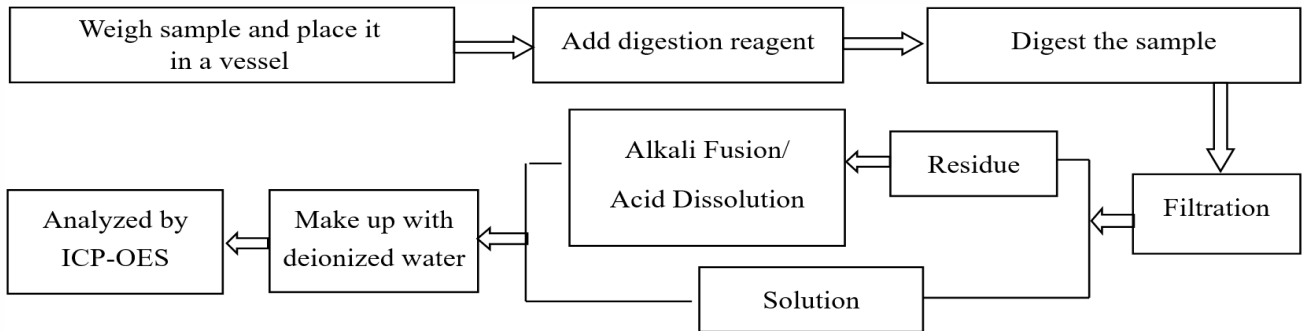 Weigh sample and place it
in a vessel
Add digestion reagent
Digest the sample
Filtration
Residue
Alkali Fusion/
Acid Dissolution
Solution
Make up with
deionized water
Analyzed by
ICP-OES